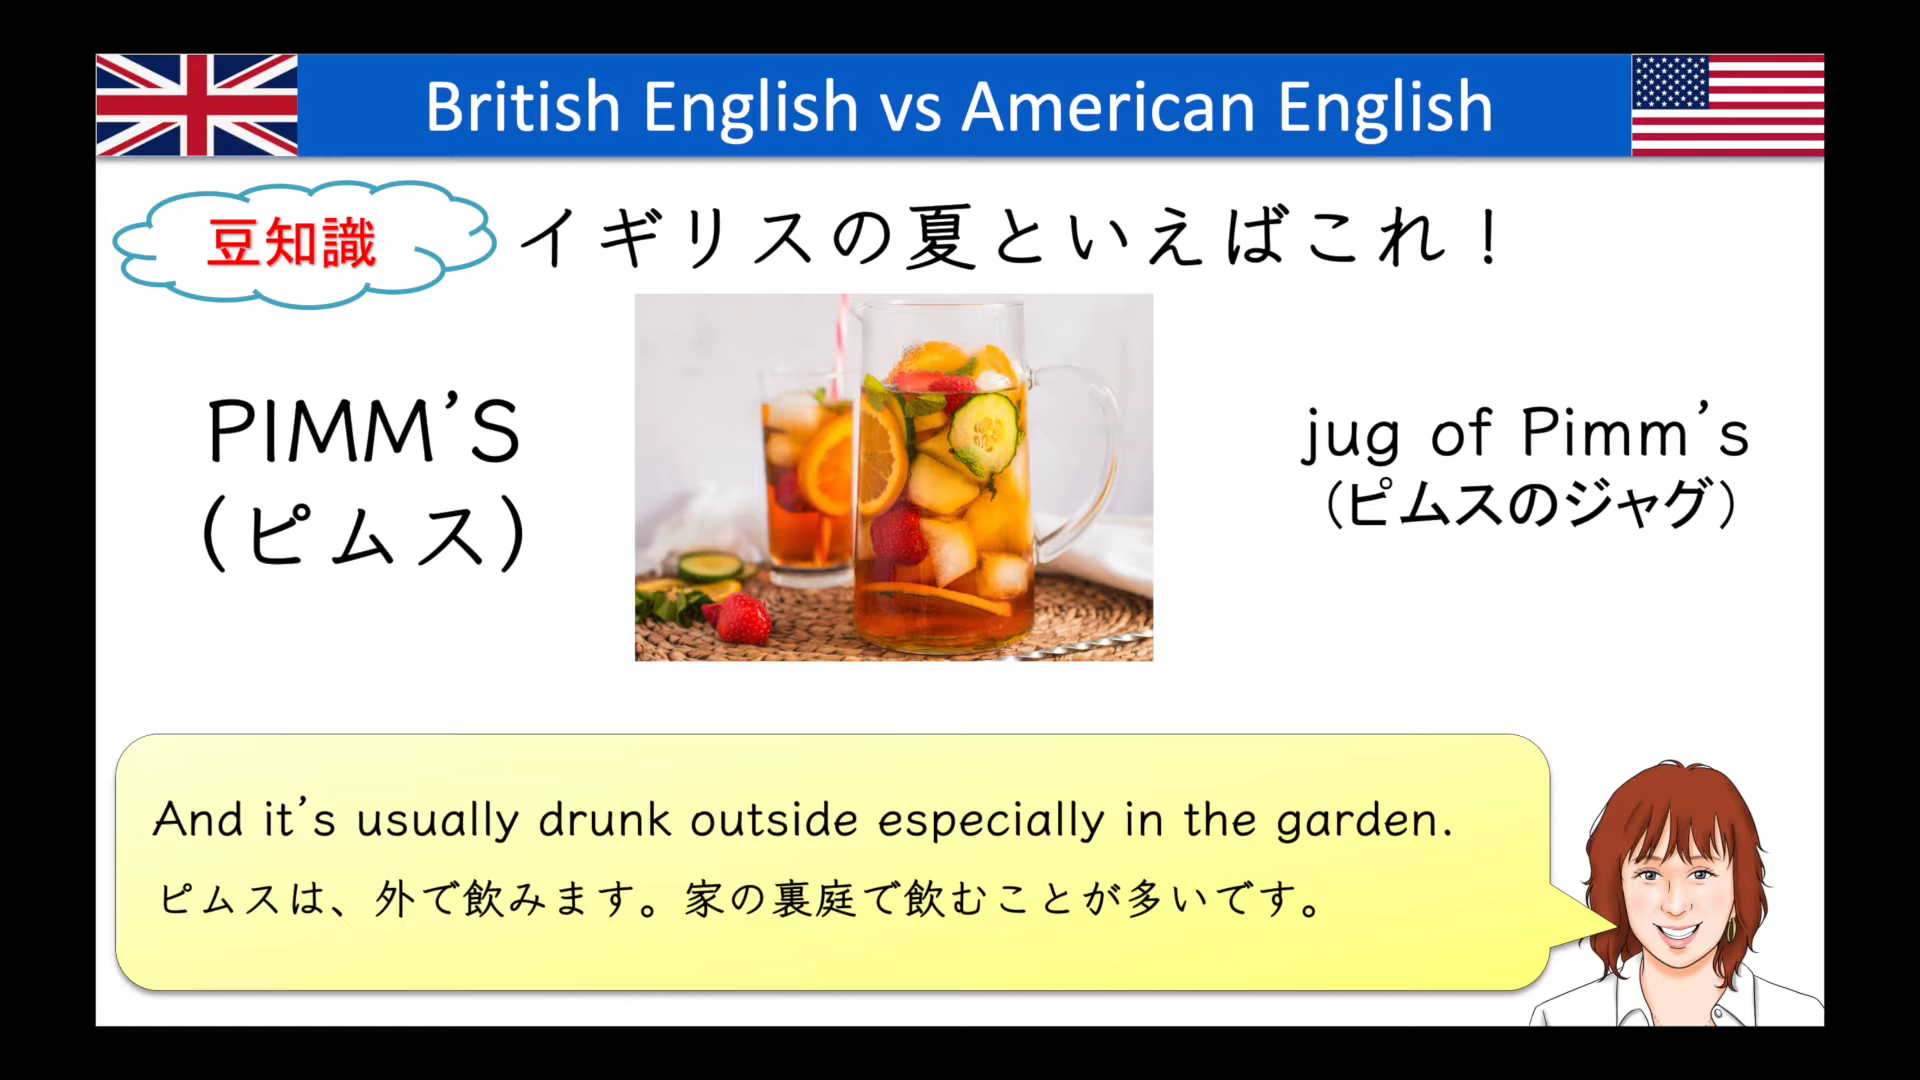 British English vs American English
豆知識
イギリスの夏といえばこれ！
PIMM’S
（ピムス）
jug of Pimm’s
（ピムスのジャグ）
And it’s usually drunk outside especially in the garden.
ピムスは、外で飲みます。家の裏庭で飲むことが多いです。